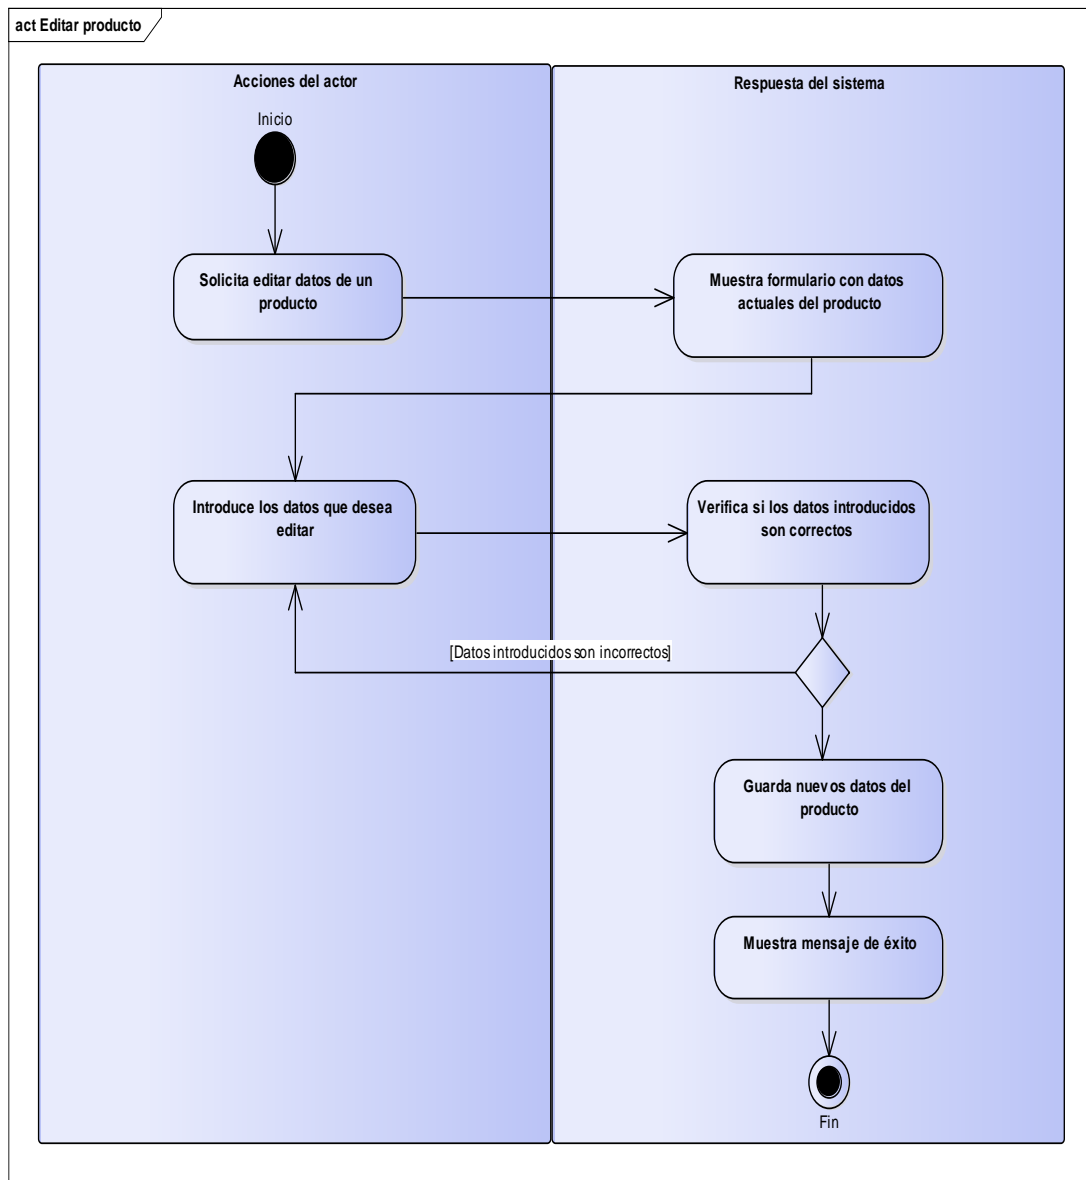 act Editar producto
Acciones del actor
Respuesta del sistema
Inicio
Solicita editar datos de un
producto
Muestra formulario con datos
actuales del producto
Introduce los datos que desea
editar
Verifica si los datos introducidos
son correctos
[Datos introducidos son incorrectos]
Guarda nuevos datos del
producto
Muestra mensaje de éxito
Fin